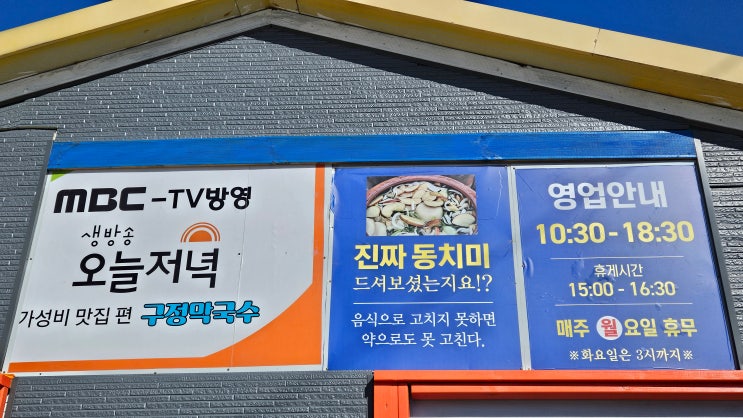 MBC-TV방영
생방송
오늘저녁
가성비 맛집 편 구정막국수
진짜 동치미
드셔보셨는지요!?
음식으로 고치지 못하면
약으로도 못 고친다.
영업안내
10:30 - 18:30
휴게시간
15:00 - 16:30
매주 월요일 휴무
※화요일은 3시까지※